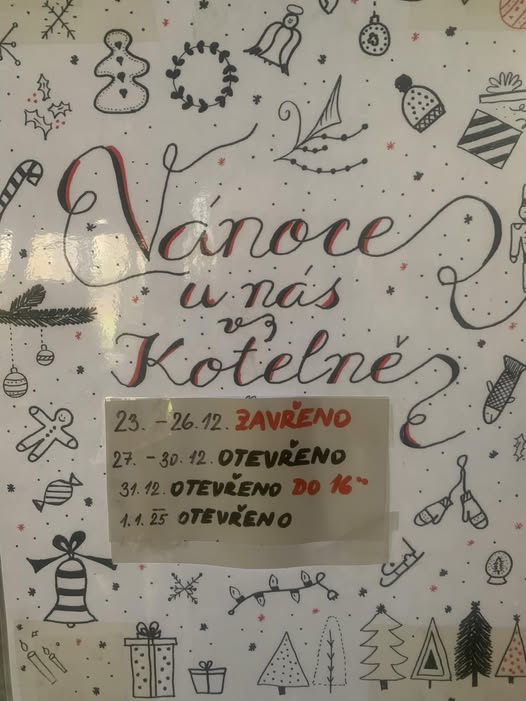 Vánoce
u nás
v
Kotelně
23. - 26.12. ZAVŘENO
27. - 30.12. OTEVŘENO
31.12. OTEVŘENO DO 16⁰⁰
1.1.25 OTEVŘENO